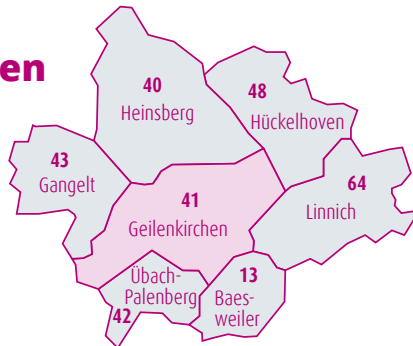 en
40
Heinsberg
48
Hückelhoven
43
Gangelt
41
Geilenkirchen
64
Linnich
Übach-
Palenberg
42
13
Baes-
weiler